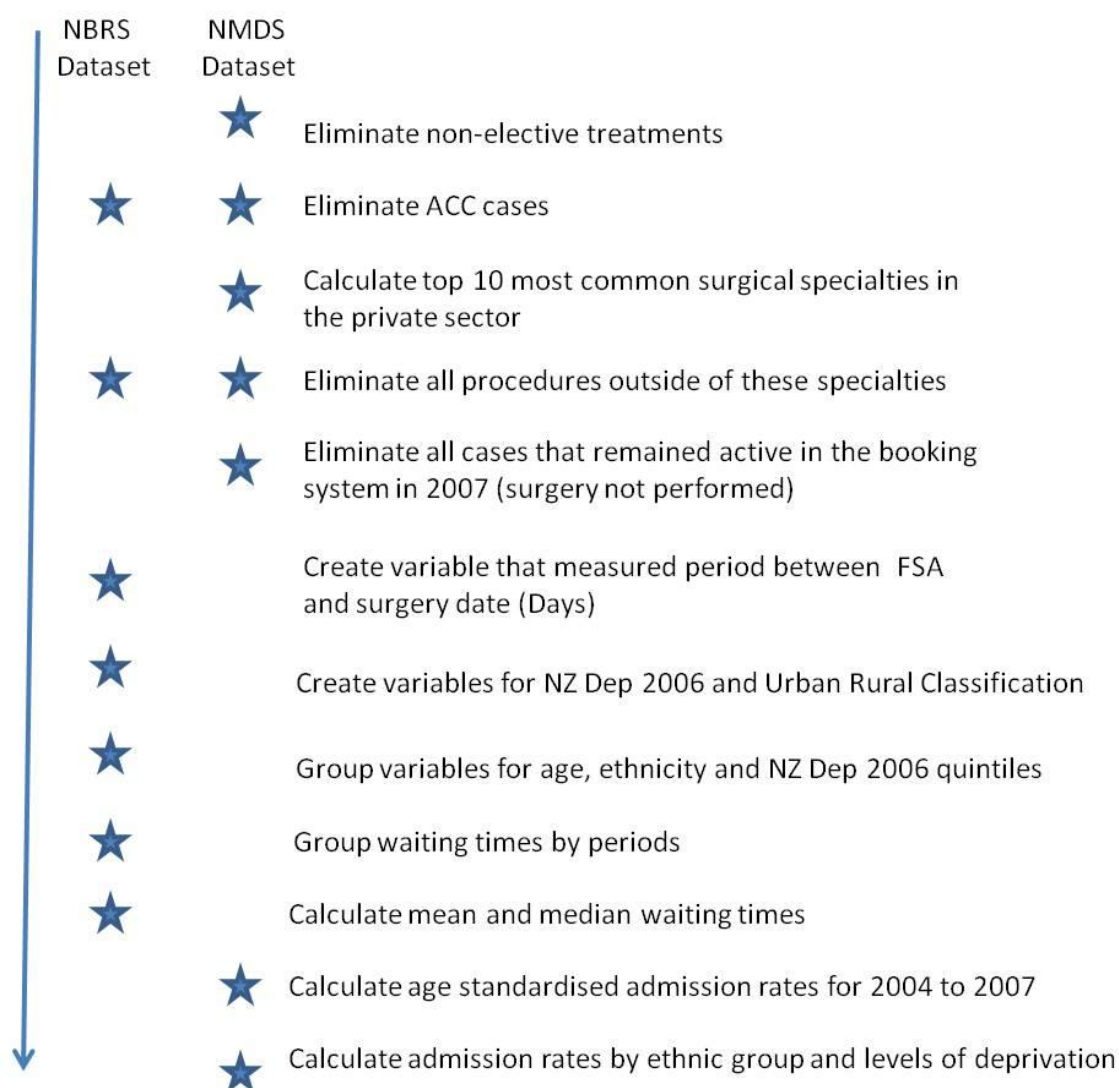 NBRS Dataset
NMDS Dataset
Eliminate non-elective treatments
Eliminate ACC cases
Calculate top 10 most common surgical specialties in
the private sector
Eliminate all procedures outside of these specialties
Eliminate all cases that remained active in the booking
system in 2007 (surgery not performed)
Create variable that measured period between FSA
and surgery date (Days)
Create variables for NZ Dep 2006 and Urban Rural Classification
Group variables for age, ethnicity and NZ Dep 2006 quintiles
Group waiting times by periods
Calculate mean and median waiting times
Calculate age standardised admission rates for 2004 to 2007
Calculate admission rates by ethnic group and levels of deprivation